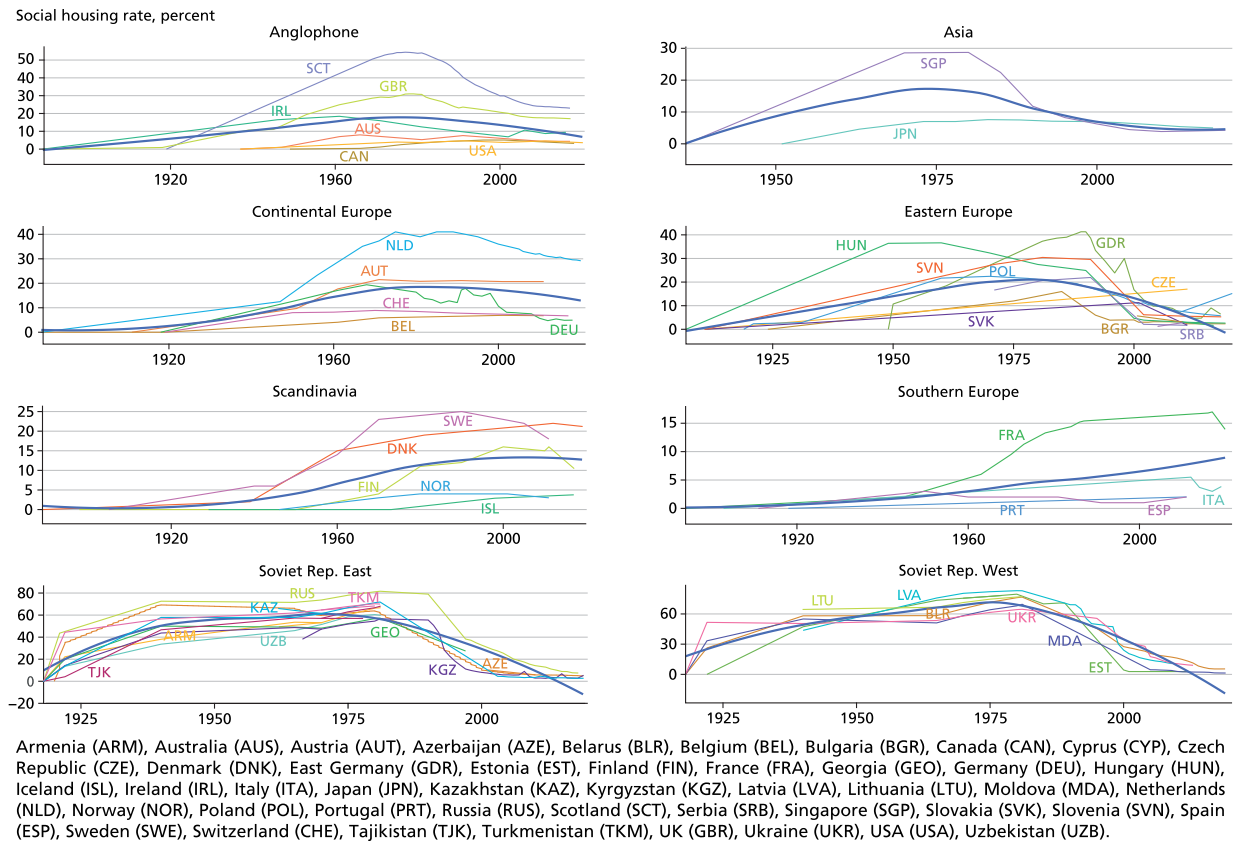 Social housing rate, percent
Anglophone
50
40
30
20
10
0
SCT
GBR
IRL
AUS
CAN
USA
1920 1960 2000
Asia
30
20
10
0
SGP
JPN
1950 1975 2000
Continental Europe
40
30
20
10
0
NLD
AUT
CHE
BEL
DEU
1920 1960 2000
Eastern Europe
40
30
20
10
0
HUN
GDR
SVN
POL
CZE
SVK
BGR
SRB
1925 1950 1975 2000
Scandinavia
25
20
15
10
5
0
SWE
DNK
FIN
NOR
ISL
1920 1960 2000
Southern Europe
15
10
5
0
FRA
ITA
PRT
ESP
1920 1960 2000
Soviet Rep. East
80
60
40
20
0
−20
RUS
TKM
KAZ
ARM
UZB
GEO
TJK
KGZ
AZE
1925 1950 1975 2000
Soviet Rep. West
60
30
0
LTU
LVA
BLR
UKR
MDA
EST
1925 1950 1975 2000
Armenia (ARM), Australia (AUS), Austria (AUT), Azerbaijan (AZE), Belarus (BLR), Belgium (BEL), Bulgaria (BGR), Canada (CAN), Cyprus (CYP), Czech
Republic (CZE), Denmark (DNK), East Germany (GDR), Estonia (EST), Finland (FIN), France (FRA), Georgia (GEO), Germany (DEU), Hungary (HUN),
Iceland (ISL), Ireland (IRL), Italy (ITA), Japan (JPN), Kazakhstan (KAZ), Kyrgyzstan (KGZ), Latvia (LVA), Lithuania (LTU), Moldova (MDA), Netherlands
(NLD), Norway (NOR), Poland (POL), Portugal (PRT), Russia (RUS), Scotland (SCT), Serbia (SRB), Singapore (SGP), Slovakia (SVK), Slovenia (SVN), Spain
(ESP), Sweden (SWE), Switzerland (CHE), Tajikistan (TJK), Turkmenistan (TKM), UK (GBR), Ukraine (UKR), USA (USA), Uzbekistan (UZB).